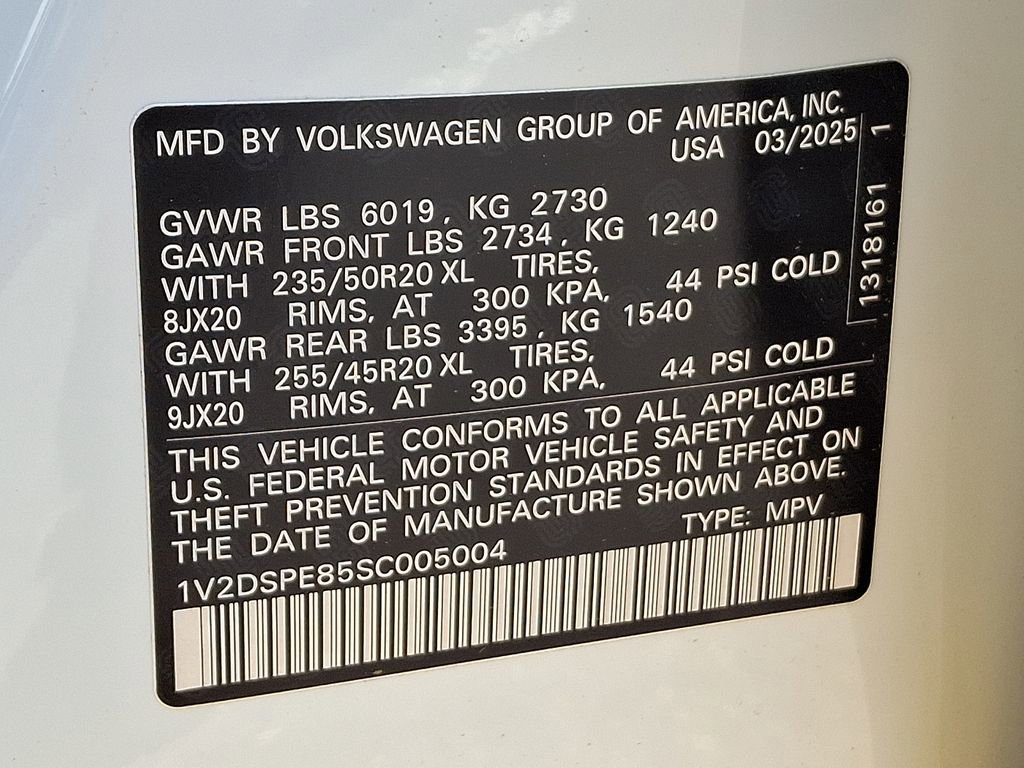 MFD BY VOLKSWAGEN GROUP OF AMERICA, INC.
USA 03/2025
GVWR LBS 6019, KG 2730
GAWR FRONT LBS 2734, KG 1240
WITH 235/50R20 XL TIRES,
8JX20 RIMS, AT 300 KPA, 44 PSI COLD
GAWR REAR LBS 3395, KG 1540
WITH 255/45R20 XL TIRES,
9JX20 RIMS, AT 300 KPA, 44 PSI COLD
THIS VEHICLE CONFORMS TO ALL APPLICABLE
U.S. FEDERAL MOTOR VEHICLE SAFETY AND
THEFT PREVENTION STANDARDS IN EFFECT ON
THE DATE OF MANUFACTURE SHOWN ABOVE.
TYPE: MPV
1V2DSPE85SC005004
1318161 1